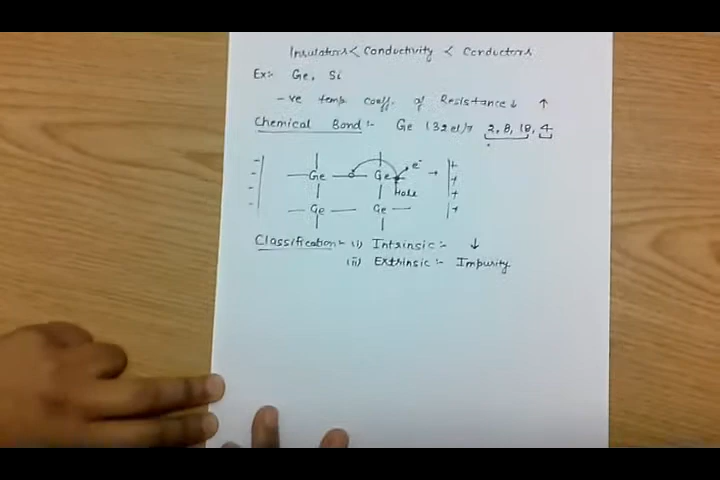 Insulators < Conductivity < Conductors
Ex:- Ge, Si
-ve temp coeff. of Resistance ↓ ↑
Chemical Bond :- Ge (32 el) 2, 8, 18, 4
- Ge Ge e⁻ → +
- Hole +
- Ge Ge +
Classification :- (i) Intrinsic :- ↓
(ii) Extrinsic :- Impurity